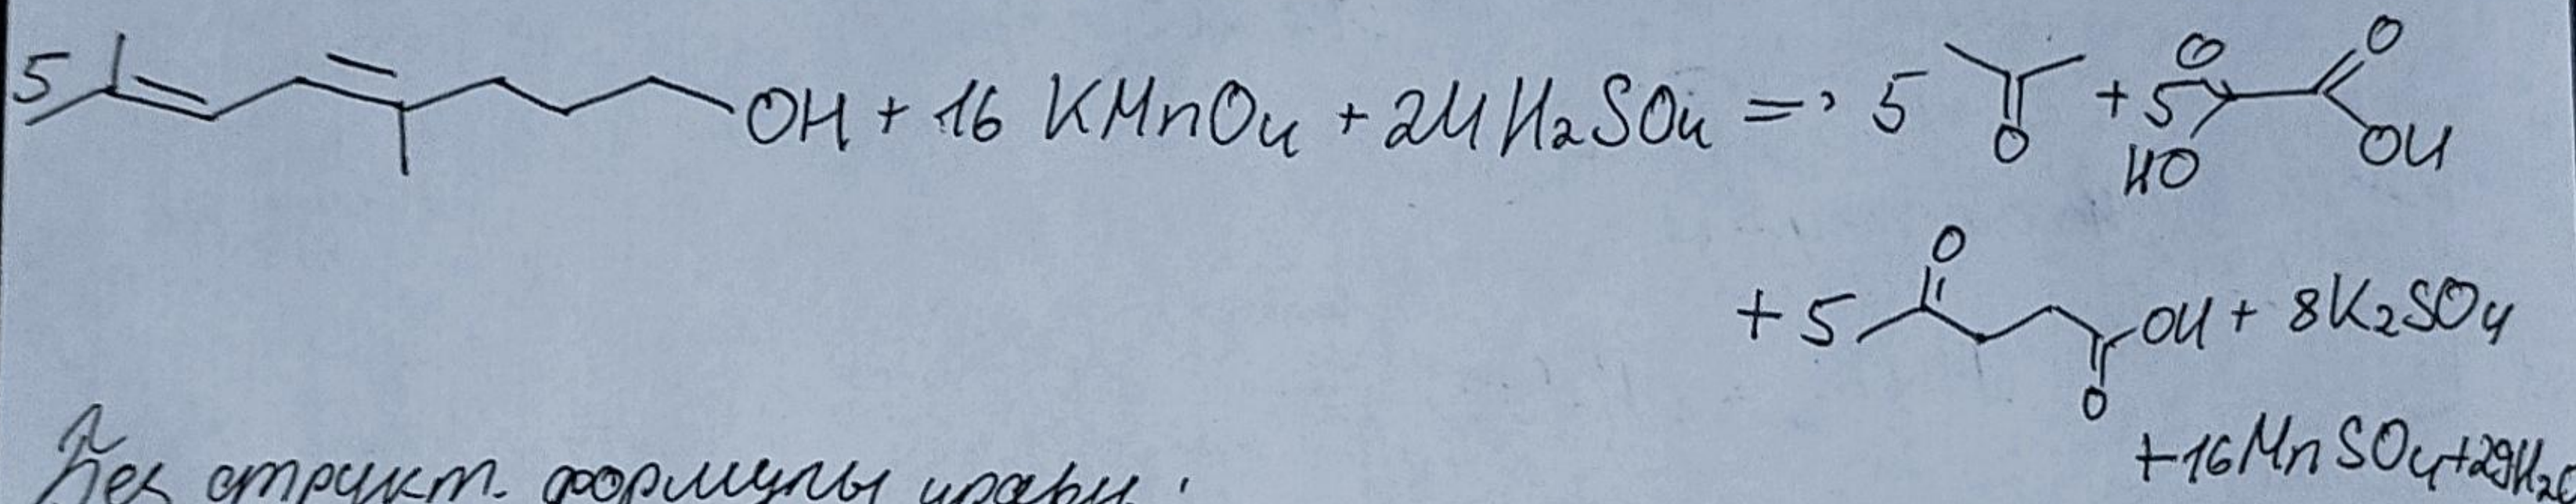 5 OH + 16 KMnO4 + 24 H2SO4 => 5 O + 5 O HO O OH
+ 5 O OH O + 8K2SO4
+16MnSO4+29H2O
Без структ. формулы